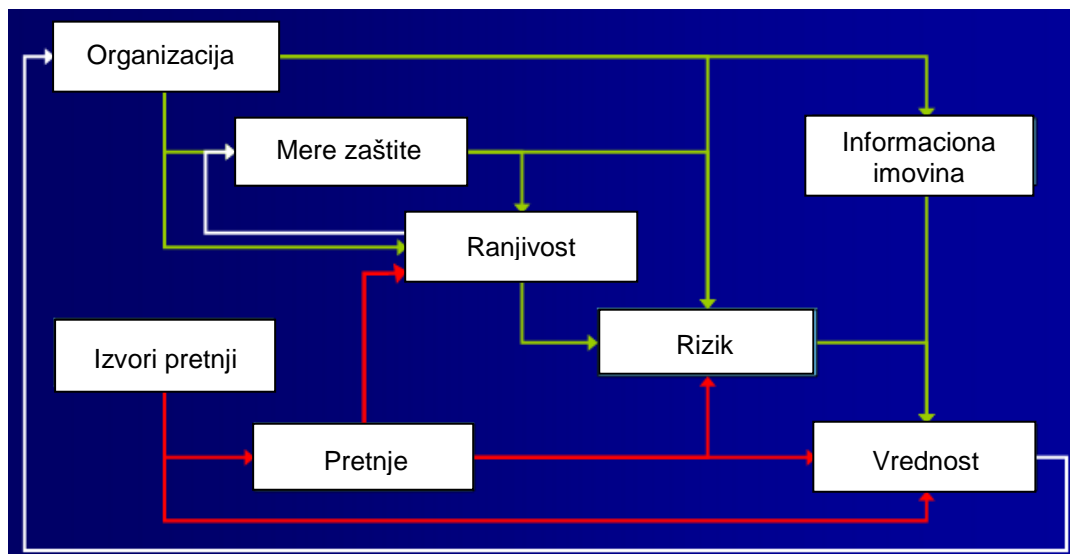 Organizacija
Mere zaštite
Informaciona
imovina
Ranjivost
Rizik
Izvori pretnji
Pretnje
Vrednost